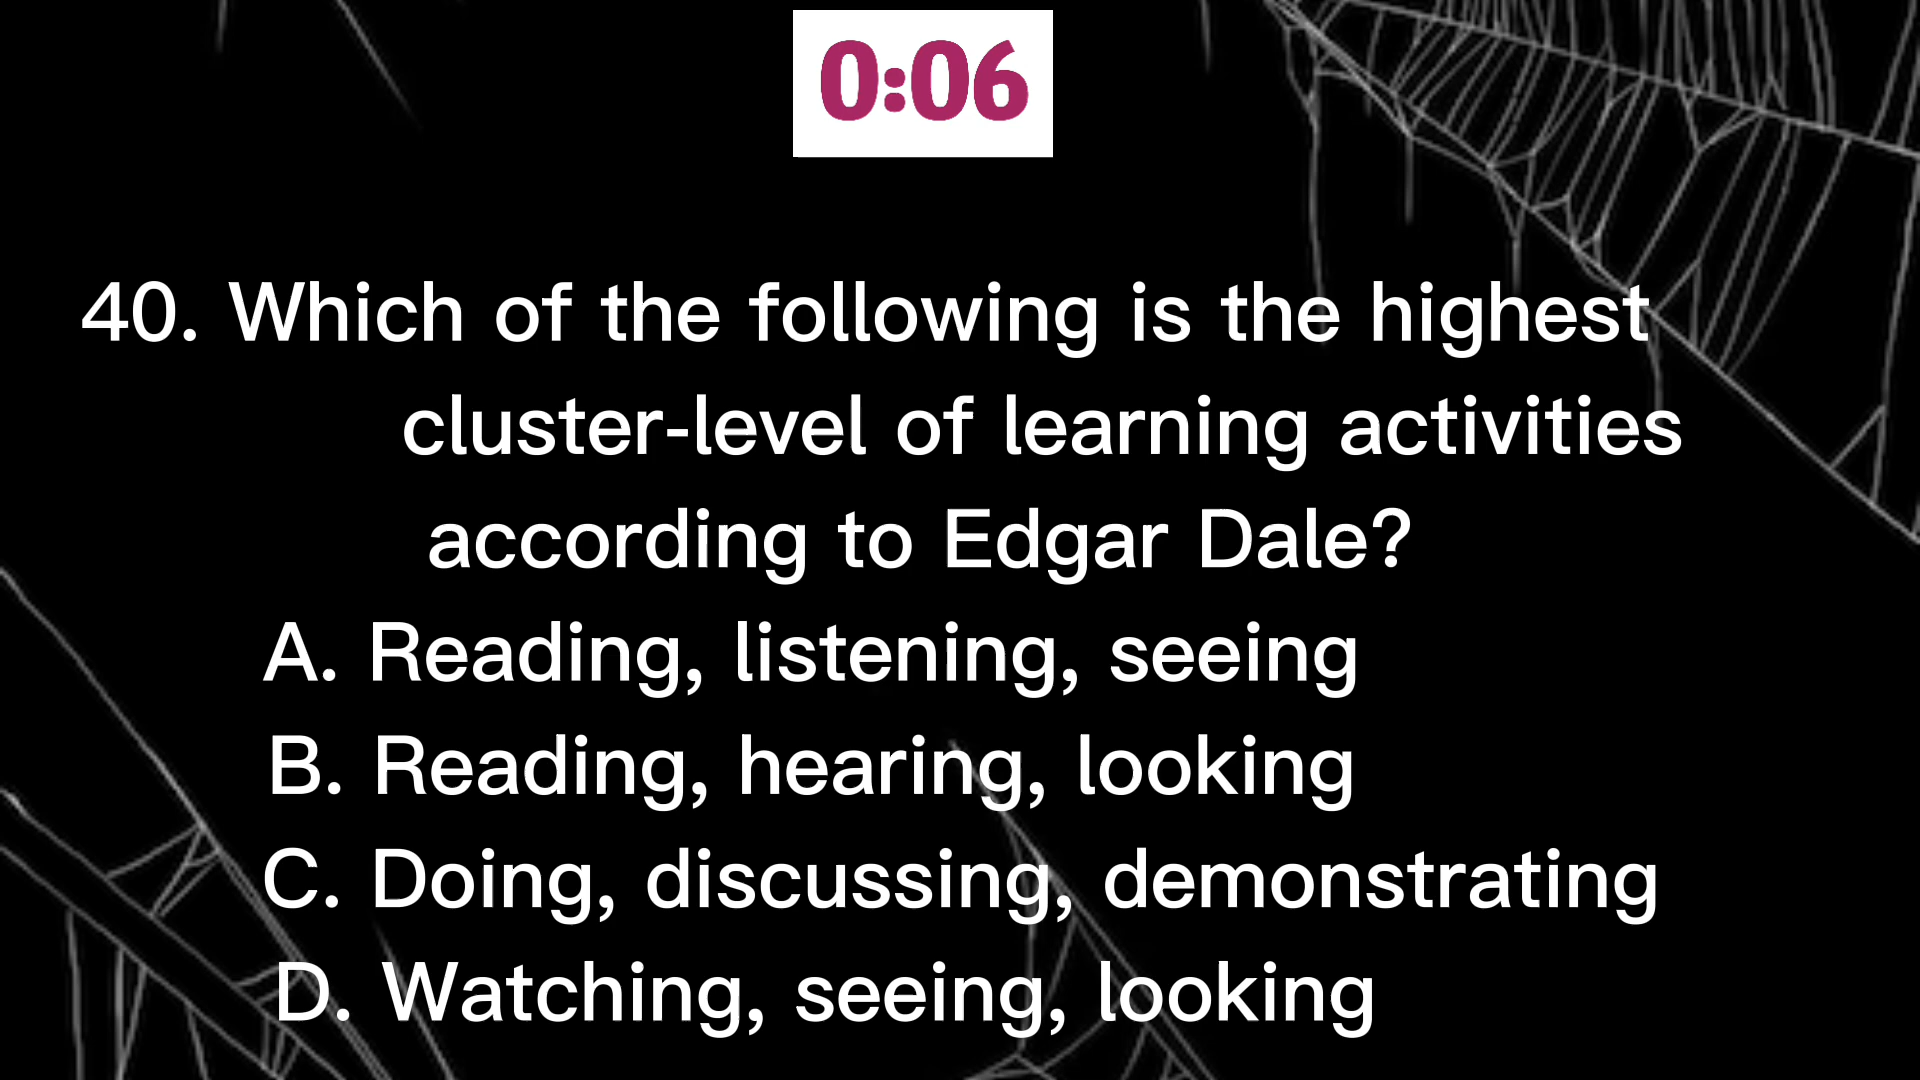 0:06
40. Which of the following is the highest
cluster-level of learning activities
according to Edgar Dale?
A. Reading, listening, seeing
B. Reading, hearing, looking
C. Doing, discussing, demonstrating
D. Watching, seeing, looking